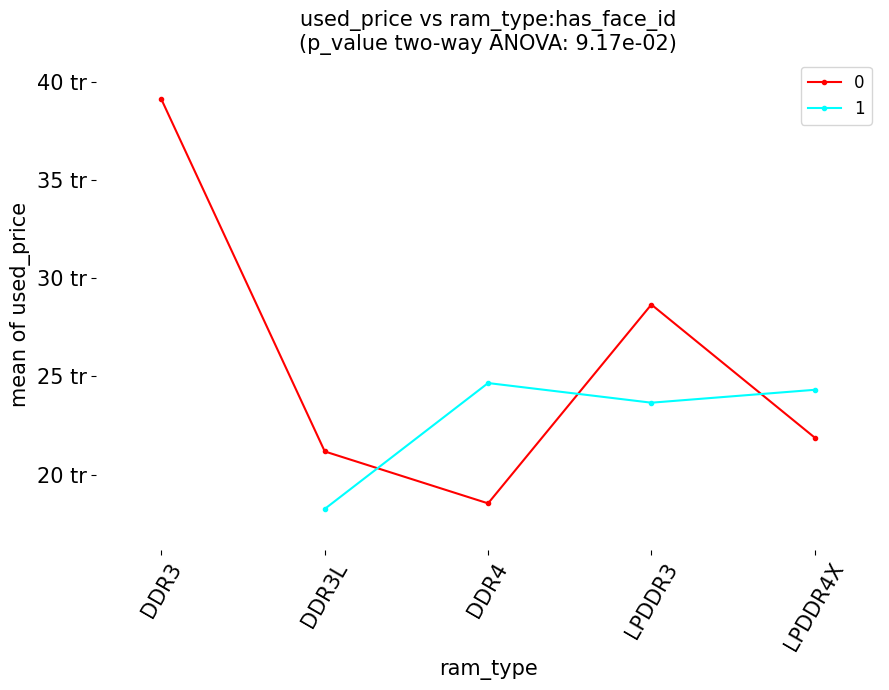 used_price vs ram_type:has_face_id
(p_value two-way ANOVA: 9.17e-02)
0
1
40 tr
35 tr
30 tr
25 tr
20 tr
mean of used_price
DDR3
DDR3L
DDR4
LPDDR3
LPDDR4X
ram_type